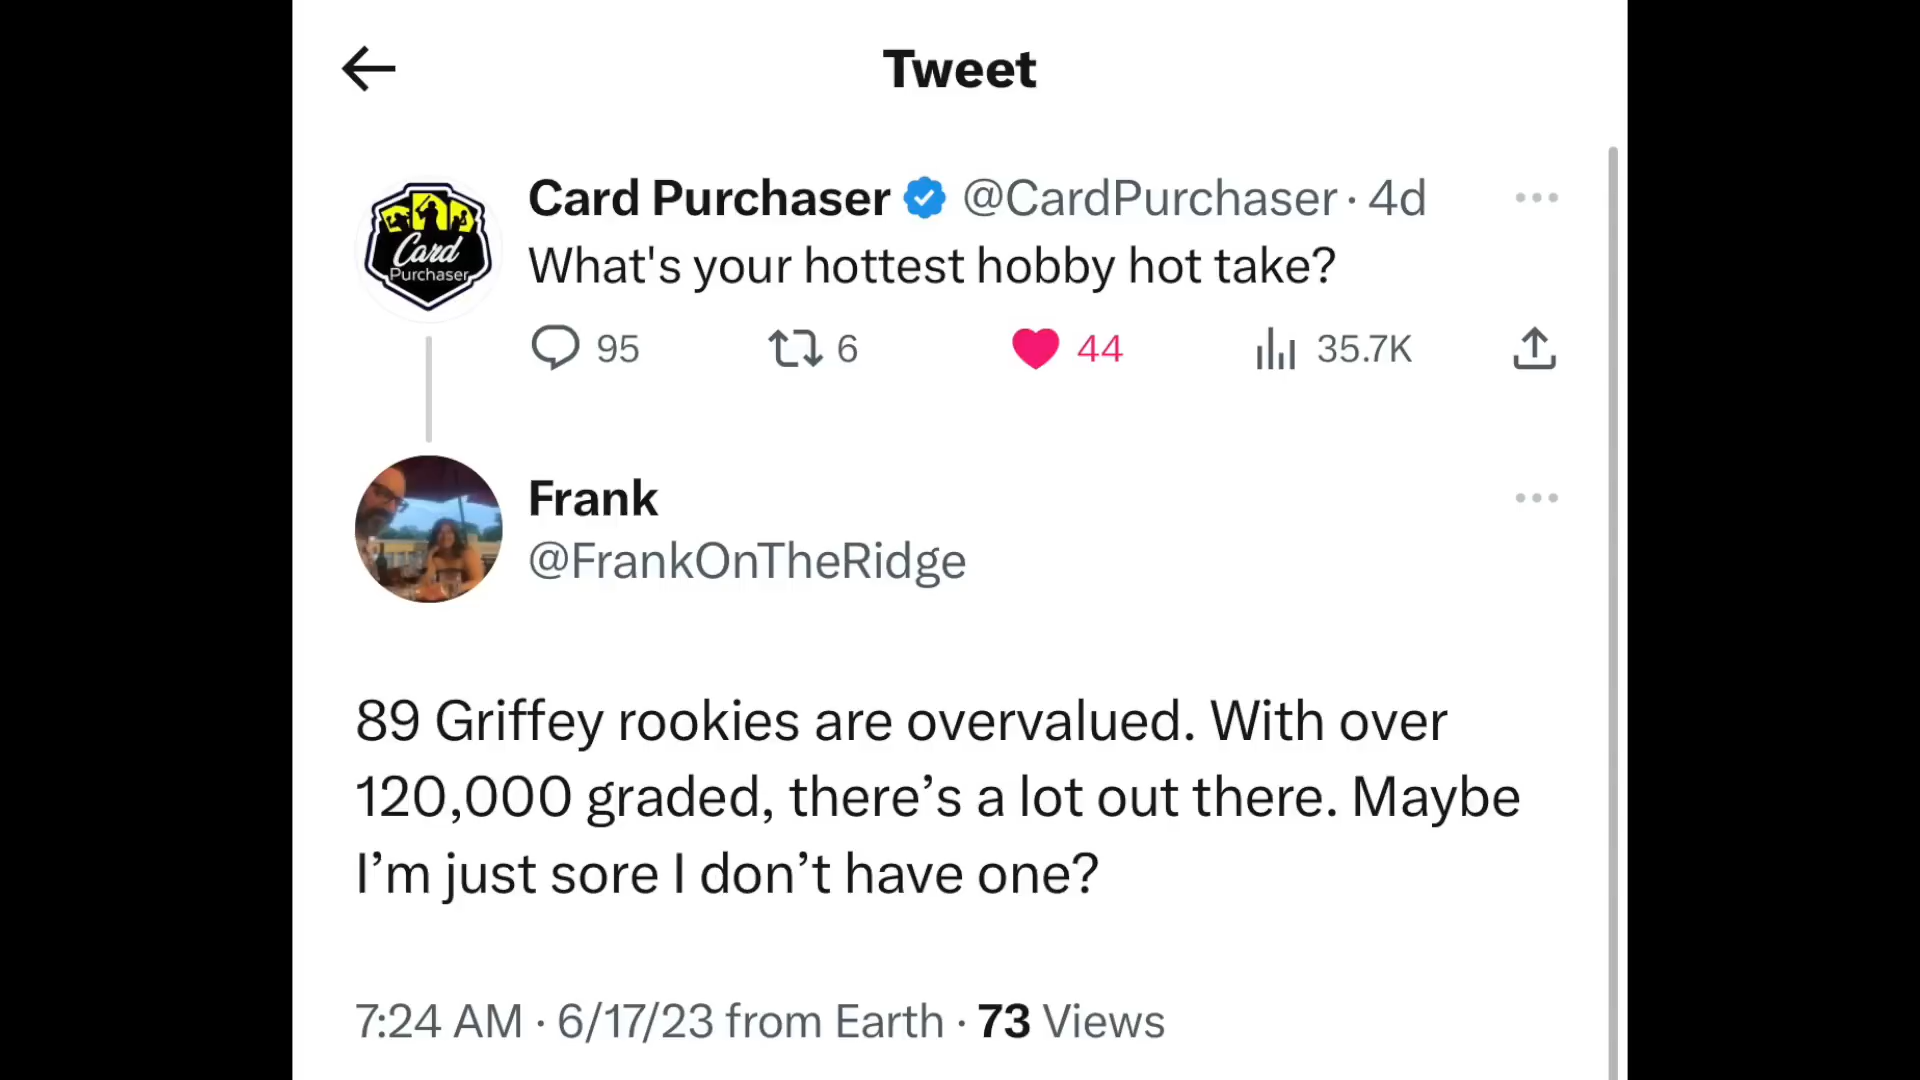 Tweet
Card Purchaser @CardPurchaser · 4d
What's your hottest hobby hot take?
95 6 44 35.7K
Card
Purchaser
Frank
@FrankOnTheRidge
89 Griffey rookies are overvalued. With over
120,000 graded, there’s a lot out there. Maybe
I’m just sore I don’t have one?
7:24 AM · 6/17/23 from Earth · 73 Views